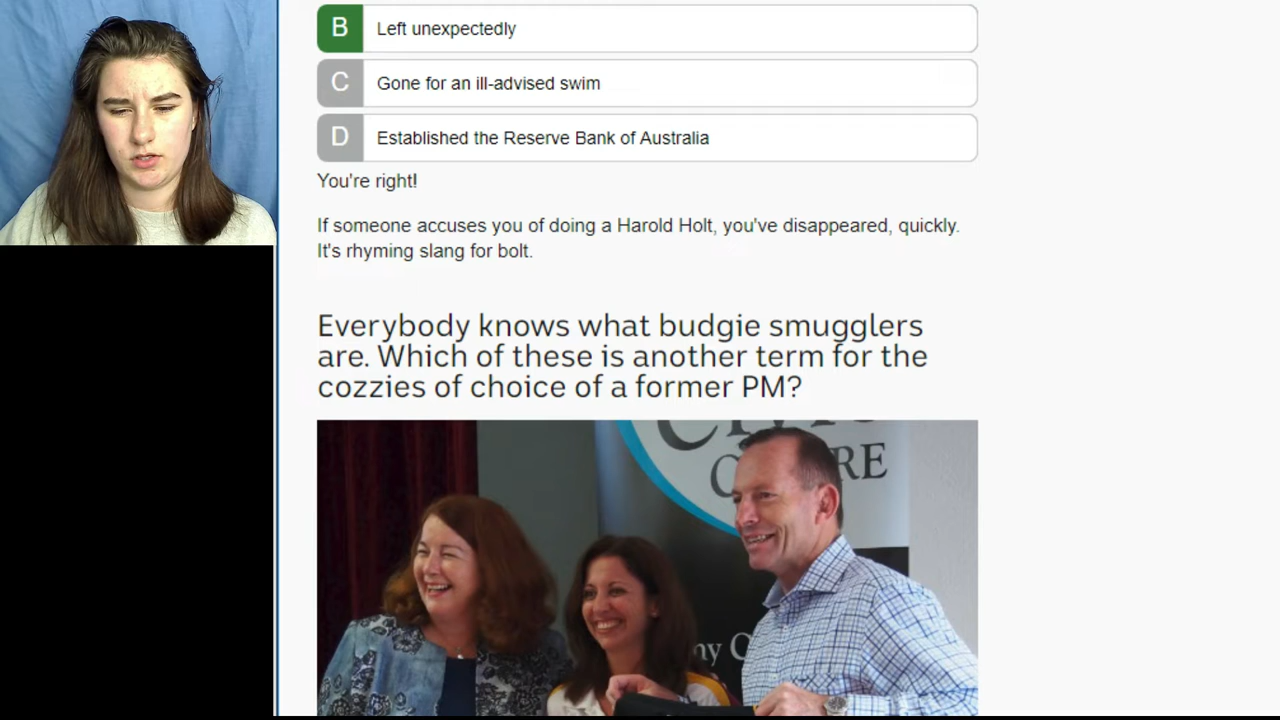 B Left unexpectedly
C Gone for an ill-advised swim
D Established the Reserve Bank of Australia
You're right!
If someone accuses you of doing a Harold Holt, you've disappeared, quickly.
It's rhyming slang for bolt.
Everybody knows what budgie smugglers
are. Which of these is another term for the
cozzies of choice of a former PM?